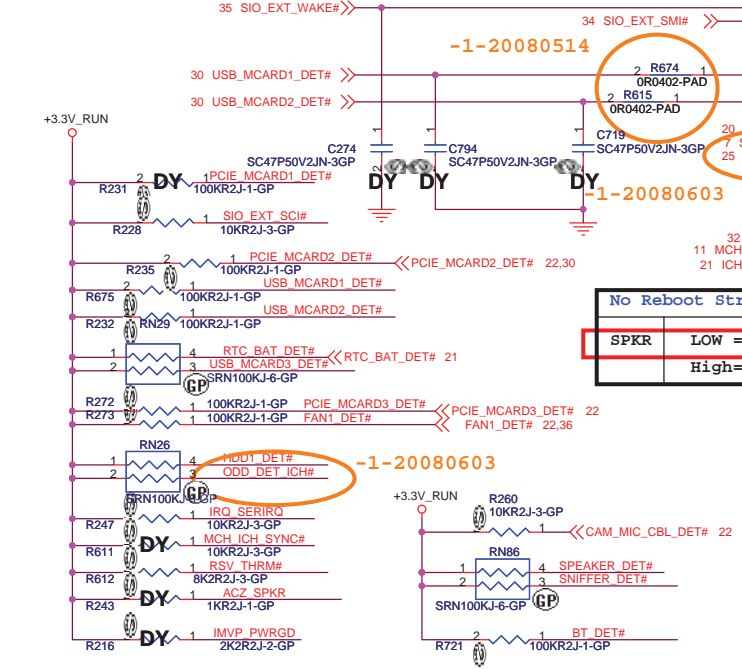 35 SIO_EXT_WAKE#
34 SIO_EXT_SMI#
-1-20080514
30 USB_MCARD1_DET#
2 R674 1
0R0402-PAD
30 USB_MCARD2_DET#
2 R615 1
0R0402-PAD
+3.3V_RUN
C274
SC47P50V2JN-3GP
1
2
DY
C794
SC47P50V2JN-3GP
1
DY
C719
SC47P50V2JN-3GP
1
DY
20
7
25
-1-20080603
R231 2 DY 1 PCIE_MCARD1_DET#
100KR2J-1-GP
R228 1 SIO_EXT_SCI#
10KR2J-3-GP
32
11 MCH
21 ICH
R235 2 1 PCIE_MCARD2_DET#
100KR2J-1-GP
PCIE_MCARD2_DET# 22,30
R675 2 1 USB_MCARD1_DET#
100KR2J-1-GP
R232 1 USB_MCARD2_DET#
RN29 100KR2J-1-GP
No Reboot Str
SPKR LOW =
High=
1 4 RTC_BAT_DET#
RTC_BAT_DET# 21
2 3 USB_MCARD3_DET#
SRN100KJ-6-GP
GP
R272 1 100KR2J-1-GP PCIE_MCARD3_DET#
PCIE_MCARD3_DET# 22
R273 1 100KR2J-1-GP FAN1_DET#
FAN1_DET# 22,36
RN26
1 4 HDD1_DET#
2 3 ODD_DET_ICH#
-1-20080603
GP
R247 1 IRQ_SERIRQ
10KR2J-3-GP
R611 DY 1 MCH_ICH_SYNC#
10KR2J-3-GP
R612 1 RSV_THRM#
8K2R2J-3-GP
R243 DY 1 ACZ_SPKR
1KR2J-1-GP
R216 DY 1 IMVP_PWRGD
2K2R2J-2-GP
+3.3V_RUN
R260
10KR2J-3-GP
1 CAM_MIC_CBL_DET# 22
RN86
1 4 SPEAKER_DET#
2 3 SNIFFER_DET#
SRN100KJ-6-GP
GP
R721 2 1 BT_DET#
100KR2J-1-GP